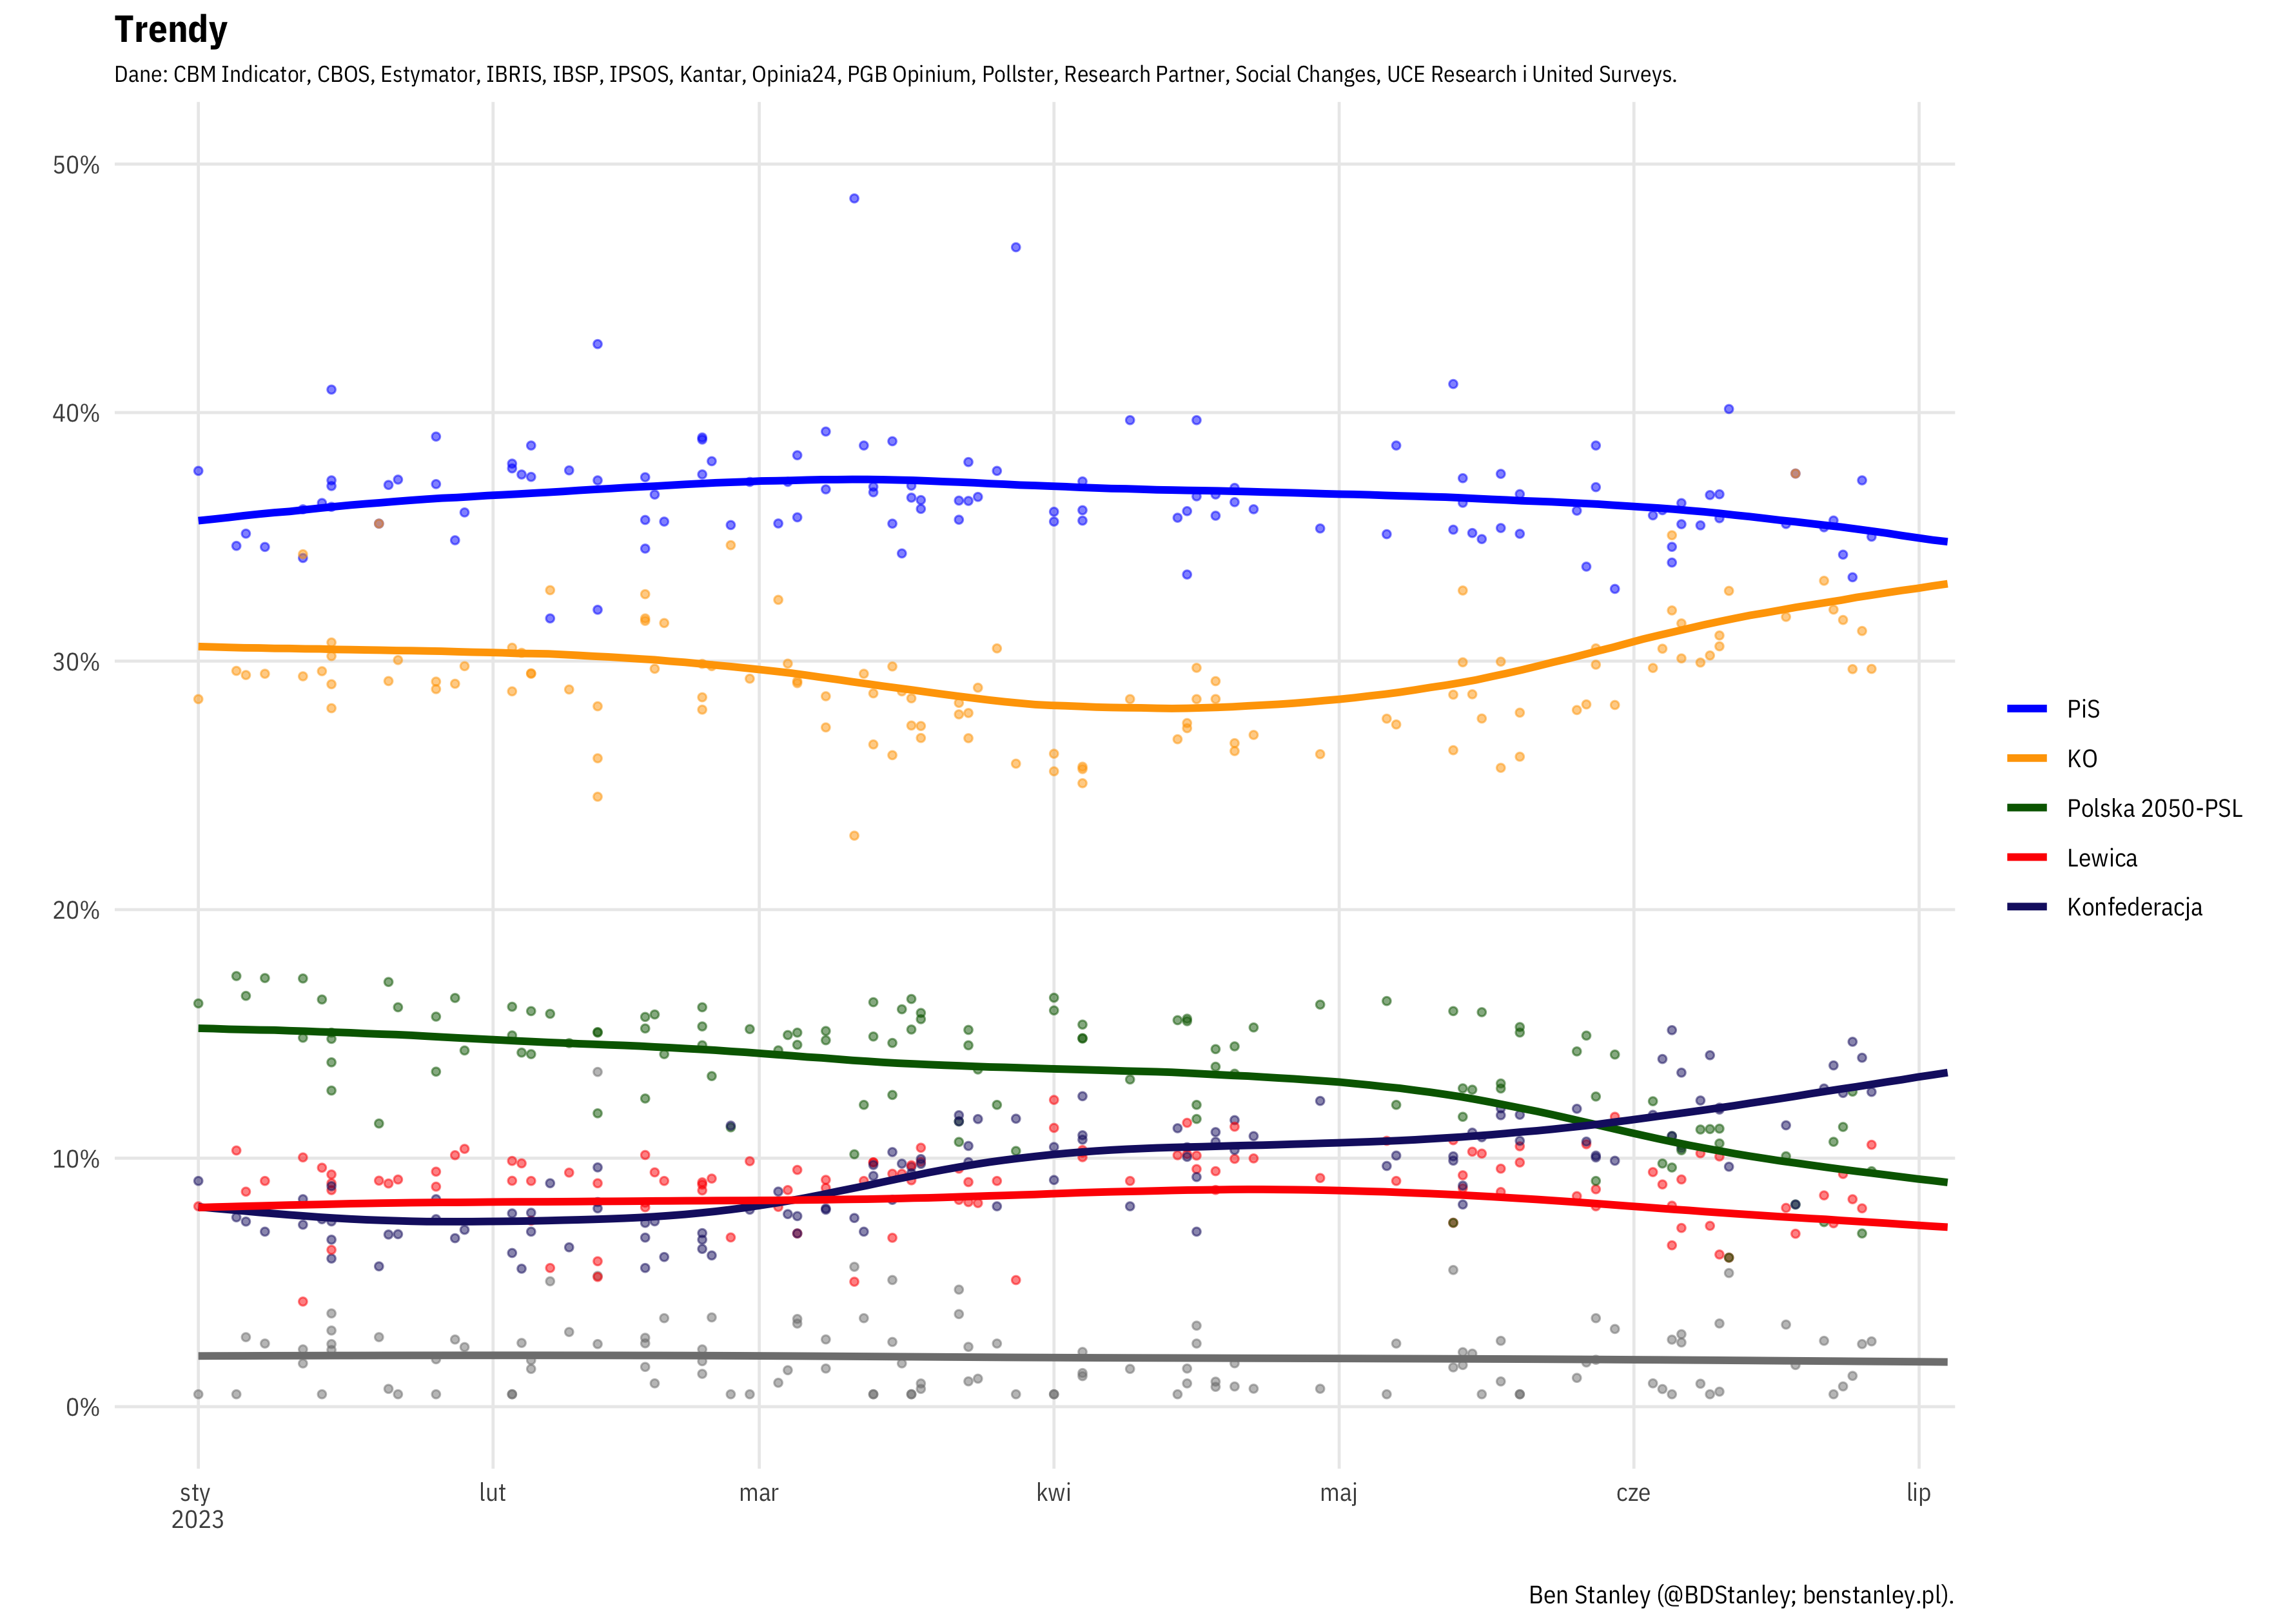 Trendy
Dane: CBM Indicator, CBOS, Estymator, IBRIS, IBSP, IPSOS, Kantar, Opinia24, PGB Opinium, Pollster, Research Partner, Social Changes, UCE Research i United Surveys.
50%
40%
30%
20%
10%
0%
sty
2023
lut
mar
kwi
maj
cze
lip
PiS
KO
Polska 2050-PSL
Lewica
Konfederacja
Ben Stanley (@BDStanley; benstanley.pl).